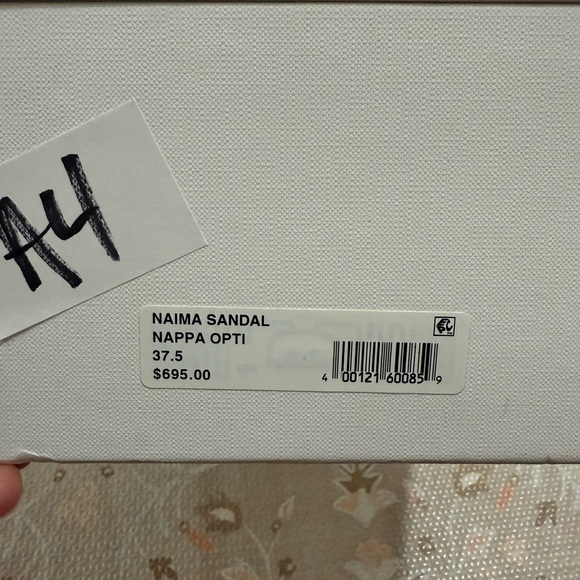 A4
NAIMA SANDAL
NAPPA OPTI
37.5
$695.00
4 00121 60085 9